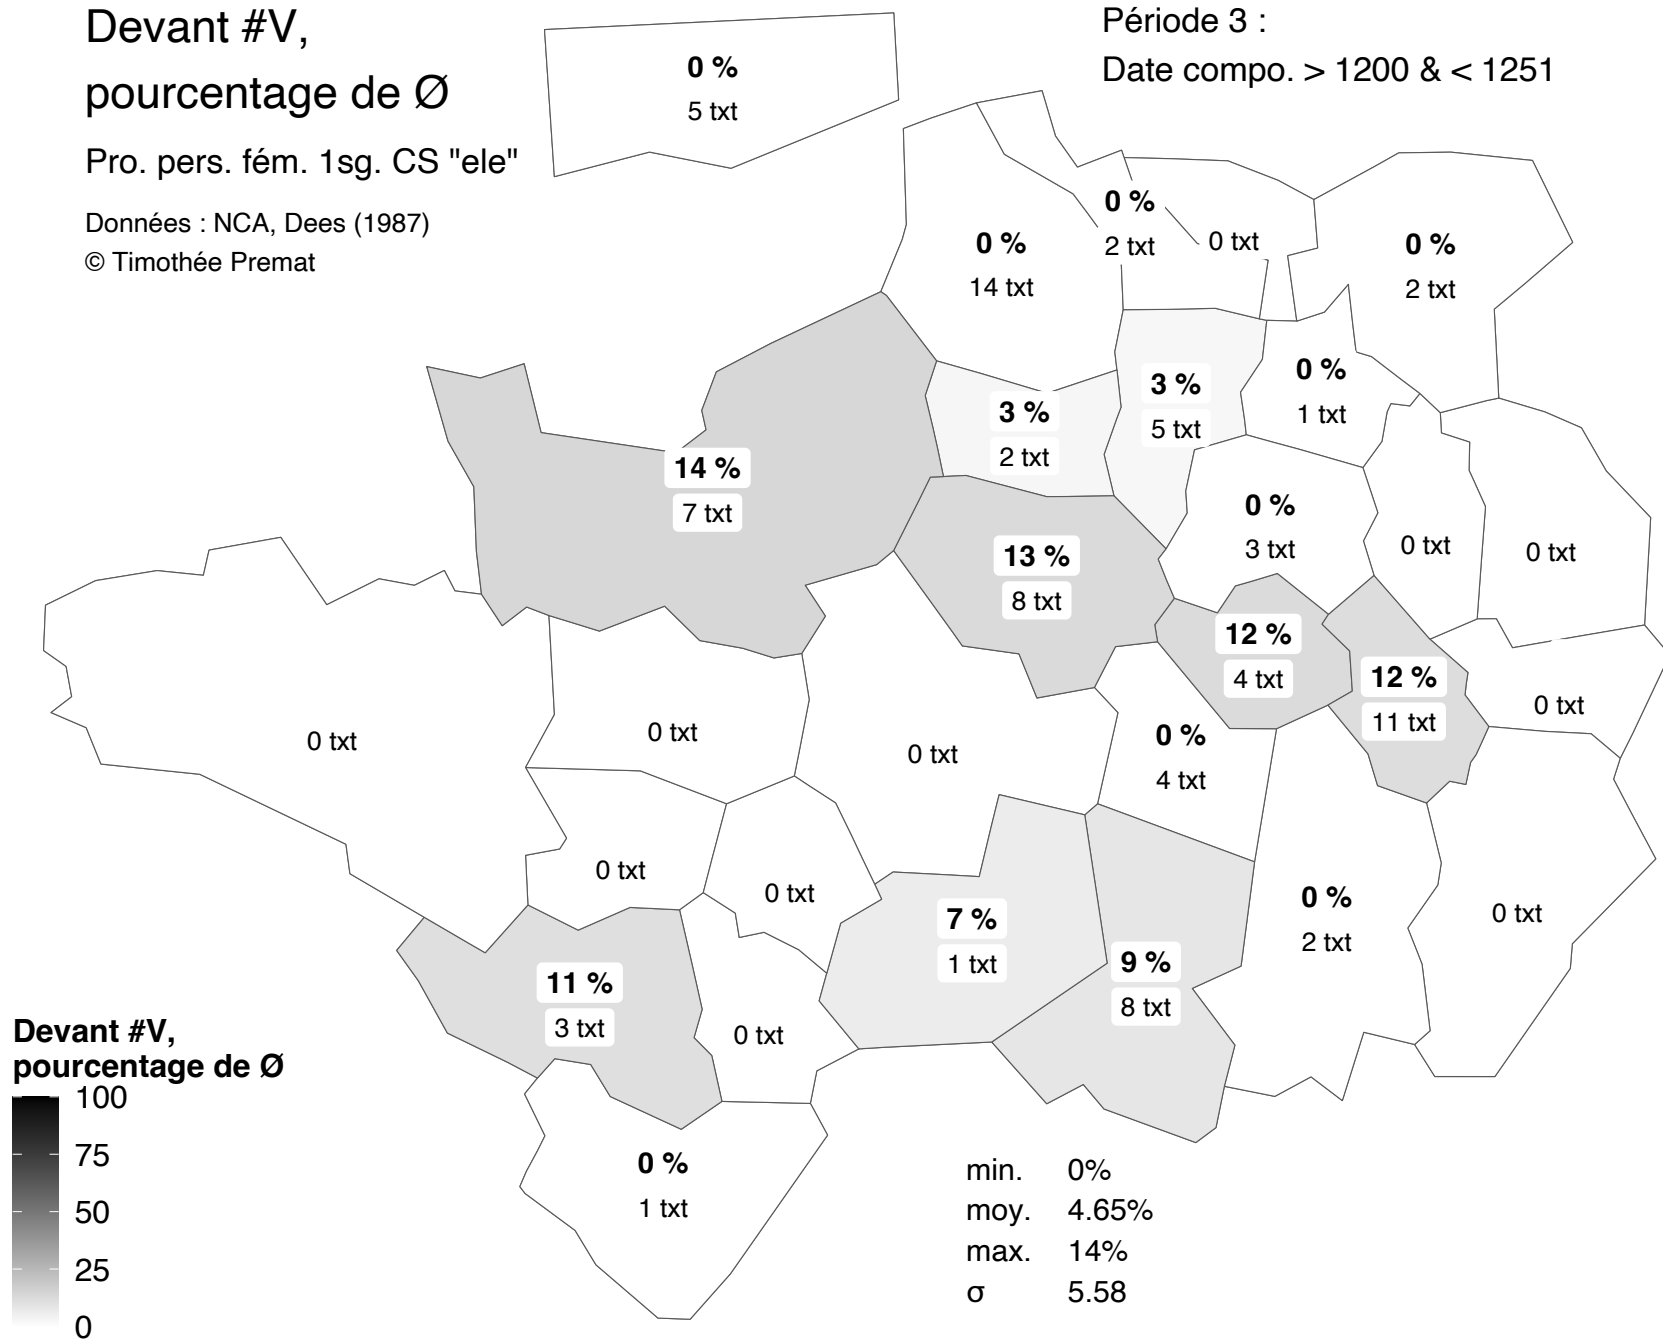 Devant #V,
pourcentage de Ø
Pro. pers. fém. 1sg. CS "ele"
Données : NCA, Dees (1987)
© Timothée Premat
Période 3 :
Date compo. > 1200 & < 1251
0 %
5 txt
0 %
2 txt
0 txt
0 %
14 txt
0 %
2 txt
3 %
5 txt
0 %
1 txt
3 %
2 txt
14 %
7 txt
0 %
3 txt
0 txt
0 txt
13 %
8 txt
12 %
4 txt
12 %
11 txt
0 txt
0 txt
0 txt
0 txt
0 %
4 txt
0 txt
0 txt
7 %
1 txt
9 %
8 txt
0 %
2 txt
0 txt
11 %
3 txt
0 txt
0 %
1 txt
Devant #V,
pourcentage de Ø
100
75
50
25
0
min. 0%
moy. 4.65%
max. 14%
σ 5.58